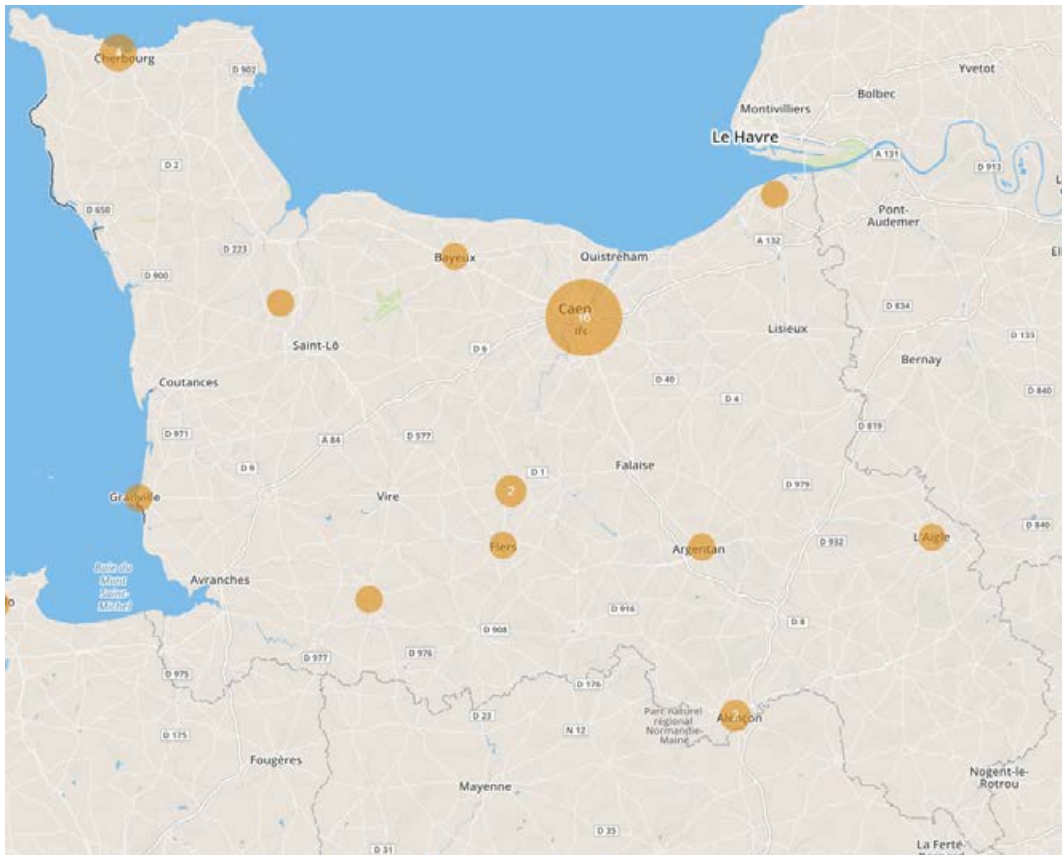 4
Cherbourg
D 902
Yvetot
Bolbec
Montivilliers
Le Havre
A 131
D 913
D 2
D 650
Pont-
Audemer
A 132
D 223
Bayeux
Ouistreham
D 900
Caen
16
Ifs
D 834
Lisieux
D 133
Saint-Lô
D 6
Bernay
Coutances
D 40
D 4
D 840
D 971
A 84
D 577
D 819
D 9
D 1
Falaise
D 979
Granville
Vire
2
D 840
Flers
Argentan
D 932
L'Aigle
Baie du
Mont
Saint-
Michel
Avranches
o
D 916
D 8
D 908
D 976
D 977
D 975
D 176
Parc naturel
régional
Normandie-
Maine
2
Alençon
D 23
N 12
D 175
Fougères
Mayenne
Nogent-le-
Rotrou
D 35
D 31
La Ferté-